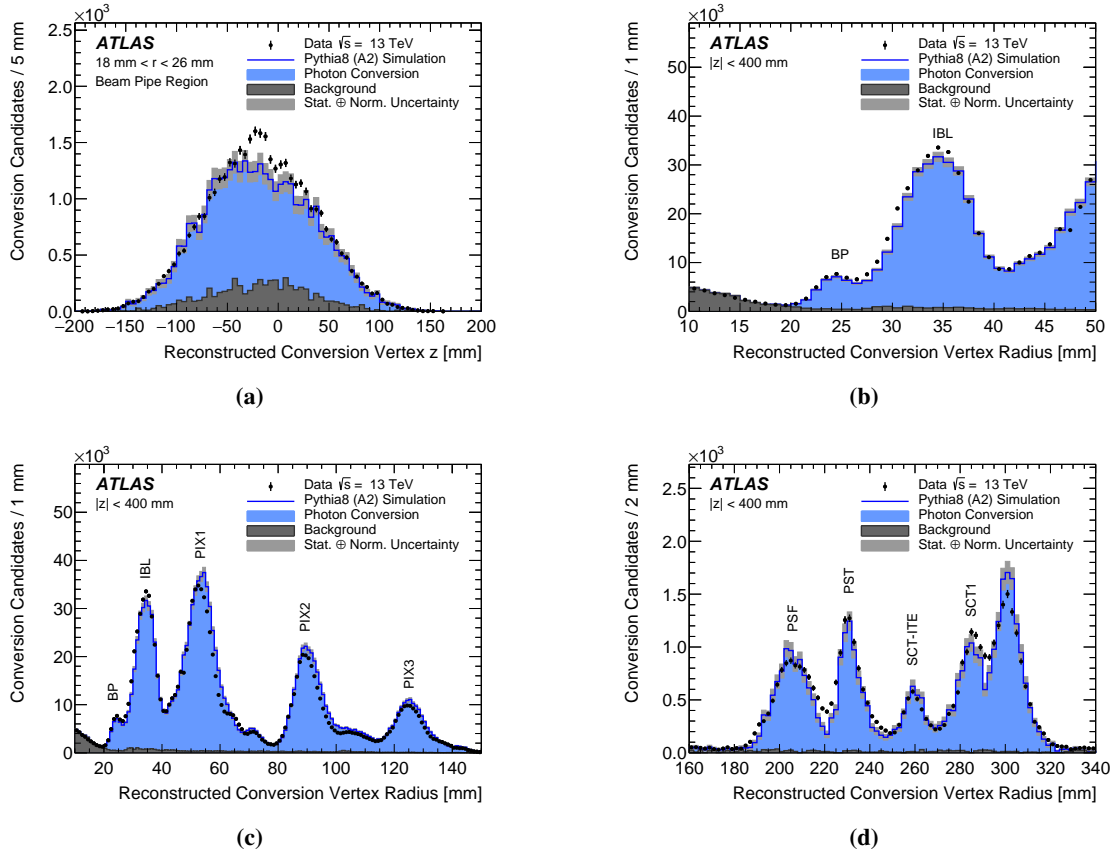 ×10³
2.5
2.0
1.5
1.0
0.5
0.0
Conversion Candidates / 5 mm
ATLAS
18 mm < r < 26 mm
Beam Pipe Region
Data √s = 13 TeV
Pythia8 (A2) Simulation
Photon Conversion
Background
Stat. ⊕ Norm. Uncertainty
−200 −150 −100 −50 0 50 100 150 200
Reconstructed Conversion Vertex z [mm]
(a)
×10³
50
40
30
20
10
0
Conversion Candidates / 1 mm
ATLAS
|z| < 400 mm
Data √s = 13 TeV
Pythia8 (A2) Simulation
Photon Conversion
Background
Stat. ⊕ Norm. Uncertainty
BP
IBL
10 15 20 25 30 35 40 45 50
Reconstructed Conversion Vertex Radius [mm]
(b)
×10³
50
40
30
20
10
0
Conversion Candidates / 1 mm
ATLAS
|z| < 400 mm
Data √s = 13 TeV
Pythia8 (A2) Simulation
Photon Conversion
Background
Stat. ⊕ Norm. Uncertainty
BP
IBL
PIX1
PIX2
PIX3
20 40 60 80 100 120 140
Reconstructed Conversion Vertex Radius [mm]
(c)
×10³
2.5
2.0
1.5
1.0
0.5
0.0
Conversion Candidates / 2 mm
ATLAS
|z| < 400 mm
Data √s = 13 TeV
Pythia8 (A2) Simulation
Photon Conversion
Background
Stat. ⊕ Norm. Uncertainty
PSF
PST
SCT-ITE
SCT1
160 180 200 220 240 260 280 300 320 340
Reconstructed Conversion Vertex Radius [mm]
(d)